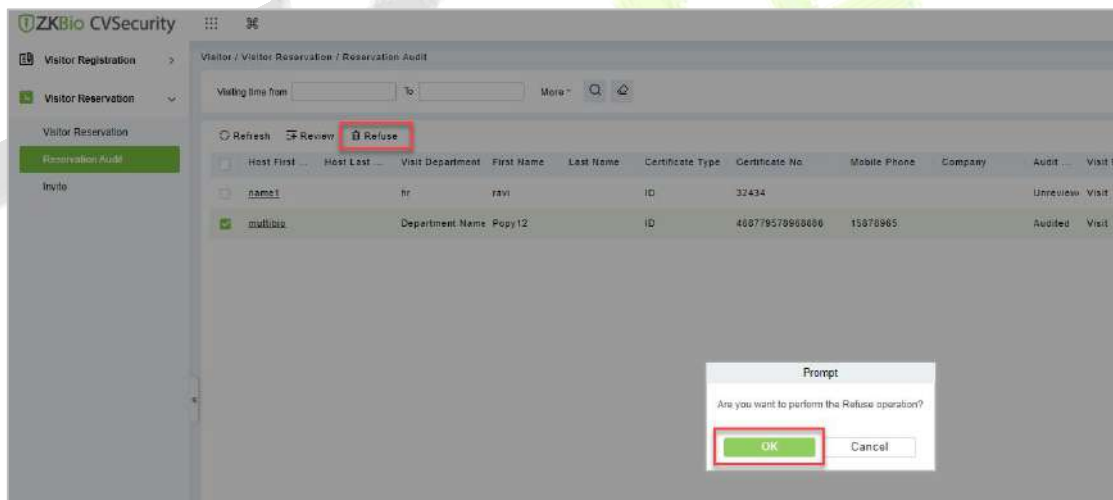 ZKBio CVSecurity
Visitor Registration
Visitor Reservation
Visitor Reservation
Reservation Audit
Invite
Visitor / Visitor Reservation / Reservation Audit
Visiting time from To More
Refresh Review Refuse
Host First ... Host Last ... Visit Department First Name Last Name Certificate Type Certificate No. Mobile Phone Company Audit ... Visit
name1 hr ravi ID 32434 Unreview Visit
multibio Department Name Popy12 ID 15878965 Audited Visit
Prompt
Are you want to perform the Refuse operation?
OK Cancel